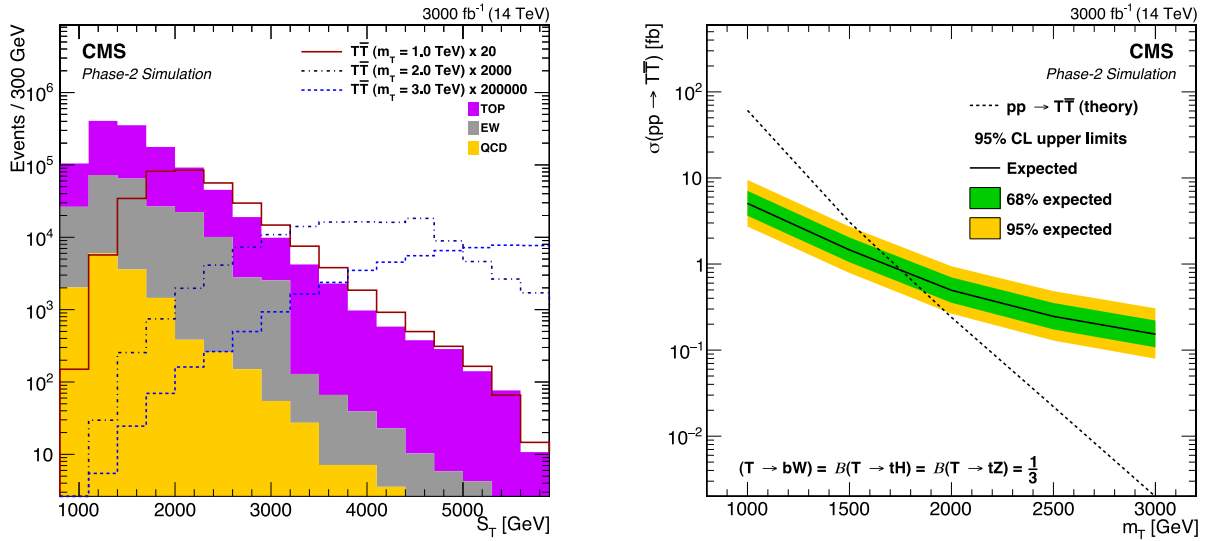 3000 fb⁻¹ (14 TeV)
CMS
Phase-2 Simulation
TT̅ (m_T = 1.0 TeV) x 20
TT̅ (m_T = 2.0 TeV) x 2000
TT̅ (m_T = 3.0 TeV) x 200000
TOP
EW
QCD
Events / 300 GeV
10⁶
10⁵
10⁴
10³
10²
10
1000 2000 3000 4000 5000
S_T [GeV]
3000 fb⁻¹ (14 TeV)
CMS
Phase-2 Simulation
pp → TT̅ (theory)
95% CL upper limits
Expected
68% expected
95% expected
σ(pp → TT̅) [fb]
10²
10
1
10⁻¹
10⁻²
(T → bW) = B(T → tH) = B(T → tZ) = 1/3
1000 1500 2000 2500 3000
m_T [GeV]